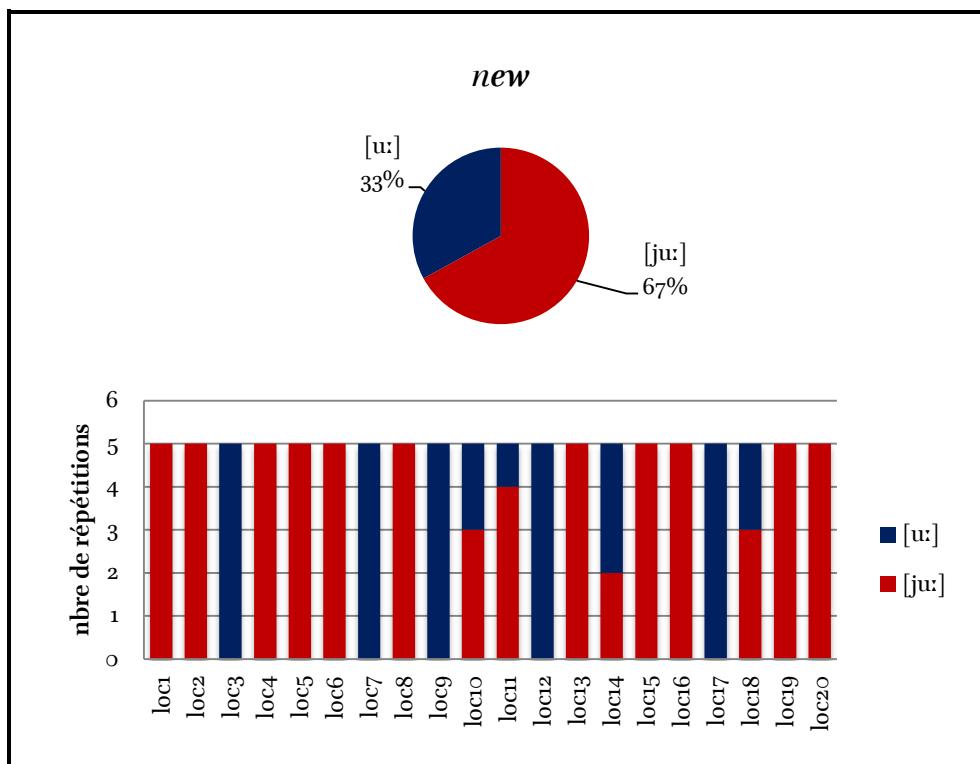 new
[uː]
33%
[juː]
67%
nbre de répétitions
6
5
4
3
2
1
0
loc1
loc2
loc3
loc4
loc5
loc6
loc7
loc8
loc9
loc10
loc11
loc12
loc13
loc14
loc15
loc16
loc17
loc18
loc19
loc20
[uː]
[juː]